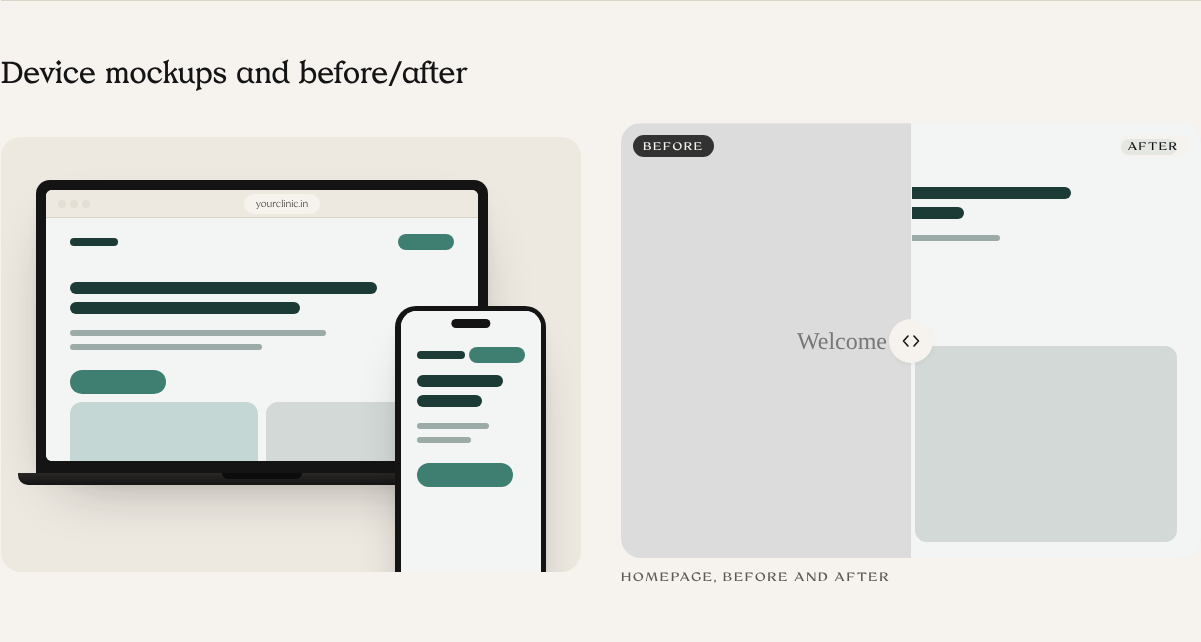 Device mockups and before/after
yourclinic.in
BEFORE
AFTER
Welcome
HOMEPAGE, BEFORE AND AFTER